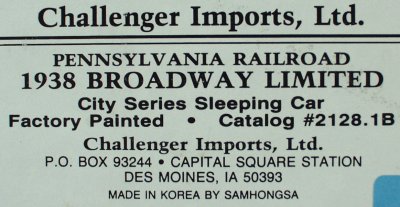 Challenger Imports, Ltd.
PENNSYLVANIA RAILROAD
1938 BROADWAY LIMITED
City Series Sleeping Car
Factory Painted • Catalog #2128.1B
Challenger Imports, Ltd.
P.O. BOX 93244 • CAPITAL SQUARE STATION
DES MOINES, IA 50393
MADE IN KOREA BY SAMHONGSA